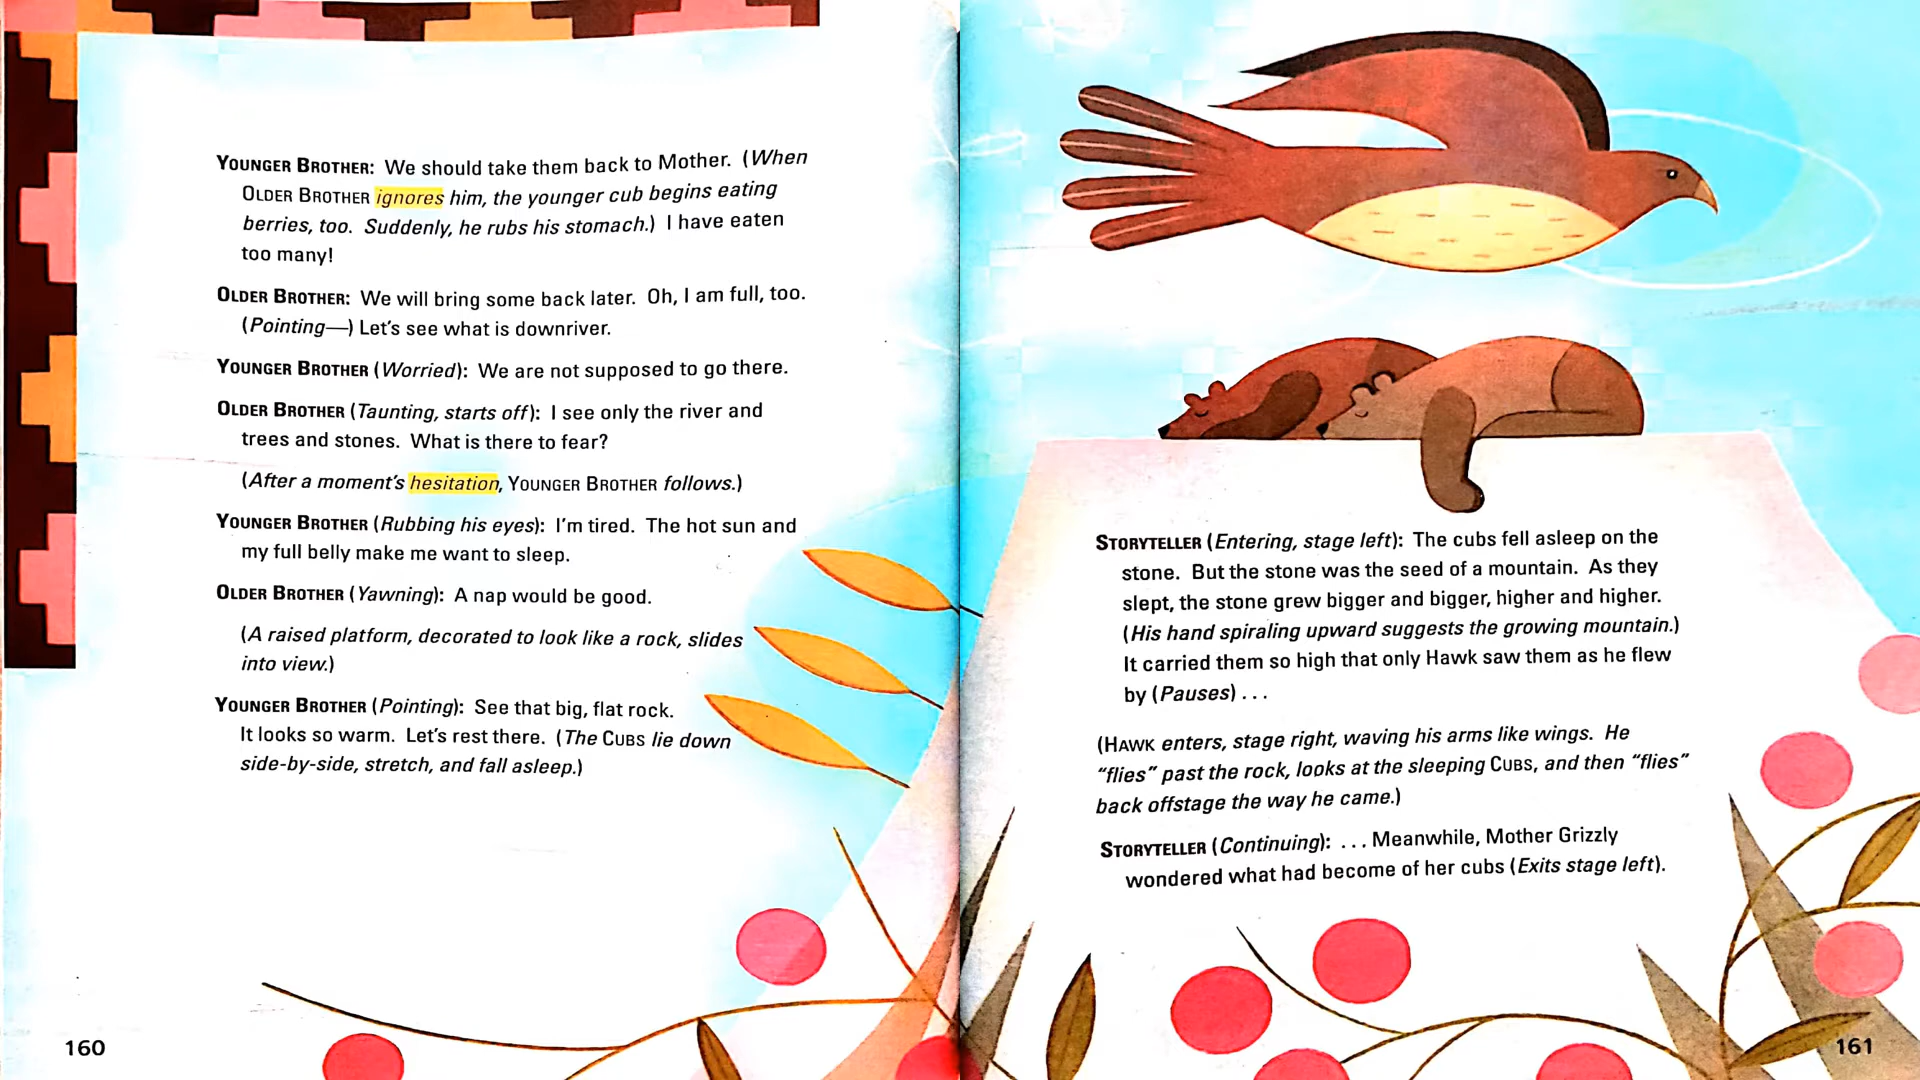 YOUNGER BROTHER: We should take them back to Mother. (When
OLDER BROTHER ignores him, the younger cub begins eating
berries, too. Suddenly, he rubs his stomach.) I have eaten
too many!
OLDER BROTHER: We will bring some back later. Oh, I am full, too.
(Pointing—) Let's see what is downriver.
YOUNGER BROTHER (Worried): We are not supposed to go there.
OLDER BROTHER (Taunting, starts off): I see only the river and
trees and stones. What is there to fear?
(After a moment's hesitation, YOUNGER BROTHER follows.)
YOUNGER BROTHER (Rubbing his eyes): I'm tired. The hot sun and
my full belly make me want to sleep.
OLDER BROTHER (Yawning): A nap would be good.
(A raised platform, decorated to look like a rock, slides
into view.)
YOUNGER BROTHER (Pointing): See that big, flat rock.
It looks so warm. Let's rest there. (The CUBS lie down
side-by-side, stretch, and fall asleep.)
160
STORYTELLER (Entering, stage left): The cubs fell asleep on the
stone. But the stone was the seed of a mountain. As they
slept, the stone grew bigger and bigger, higher and higher.
(His hand spiraling upward suggests the growing mountain.)
It carried them so high that only Hawk saw them as he flew
by (Pauses) . . .
(HAWK enters, stage right, waving his arms like wings. He
“flies” past the rock, looks at the sleeping CUBS, and then “flies”
back offstage the way he came.)
STORYTELLER (Continuing): . . . Meanwhile, Mother Grizzly
wondered what had become of her cubs (Exits stage left).
161